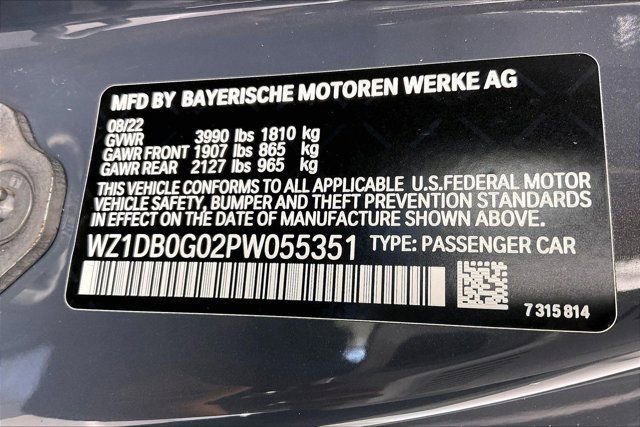 MFD BY BAYERISCHE MOTOREN WERKE AG
08/22
GVWR 3990 lbs 1810 kg
GAWR FRONT 1907 lbs 865 kg
GAWR REAR 2127 lbs 965 kg
THIS VEHICLE CONFORMS TO ALL APPLICABLE U.S.FEDERAL MOTOR
VEHICLE SAFETY, BUMPER AND THEFT PREVENTION STANDARDS
IN EFFECT ON THE DATE OF MANUFACTURE SHOWN ABOVE.
WZ1DB0G02PW055351 TYPE: PASSENGER CAR
7 315 814